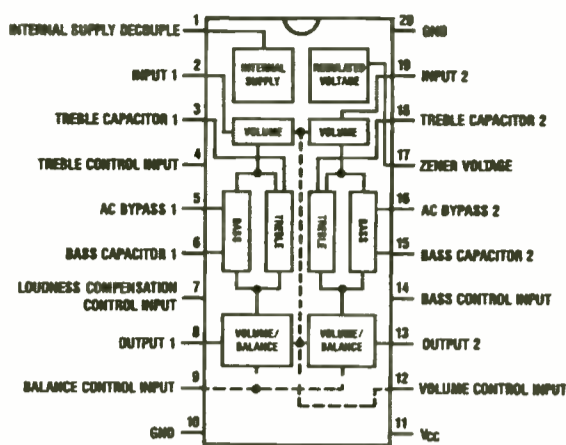 1
INTERNAL SUPPLY DECOUPLE
20
GND
2
INPUT 1
INTERNAL
SUPPLY
REGULATED
VOLTAGE
19
INPUT 2
3
TREBLE CAPACITOR 1
VOLUME
VOLUME
18
TREBLE CAPACITOR 2
4
TREBLE CONTROL INPUT
17
ZENER VOLTAGE
5
AC BYPASS 1
BASS
TREBLE
TREBLE
BASS
16
AC BYPASS 2
6
BASS CAPACITOR 1
15
BASS CAPACITOR 2
7
LOUDNESS COMPENSATION
CONTROL INPUT
14
BASS CONTROL INPUT
8
OUTPUT 1
VOLUME/
BALANCE
VOLUME/
BALANCE
13
OUTPUT 2
9
BALANCE CONTROL INPUT
12
VOLUME CONTROL INPUT
10
GND
11
VCC